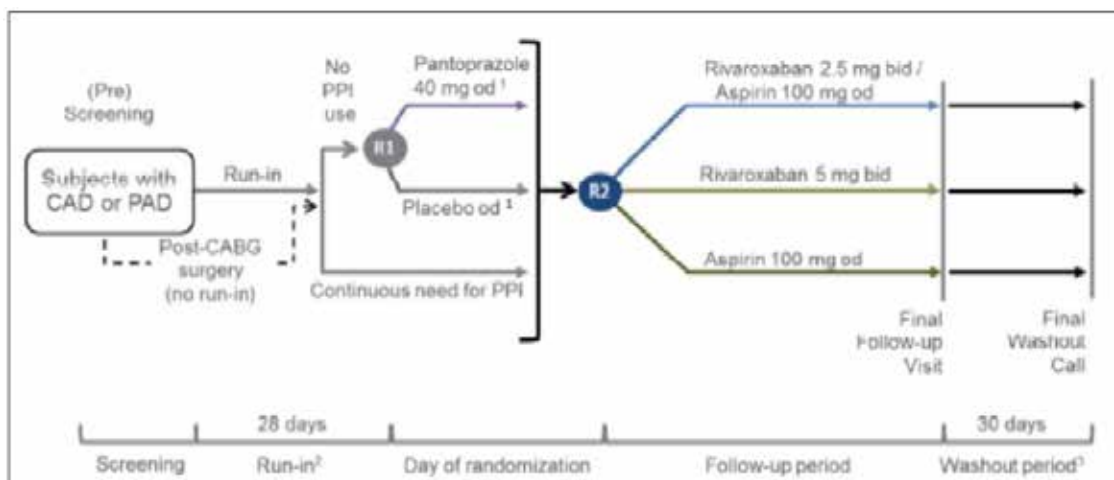 (Pre)
Screening
Subjects with
CAD or PAD
Run-in
Post-CABG
surgery
(no run-in)
No
PPI
use
R1
Pantoprazole
40 mg od ¹
Placebo od ¹
Continuous need for PPI
R2
Rivaroxaban 2.5 mg bid /
Aspirin 100 mg od
Rivaroxaban 5 mg bid
Aspirin 100 mg od
Final
Follow-up
Visit
Final
Washout
Call
28 days
30 days
Screening
Run-in²
Day of randomization
Follow-up period
Washout period³